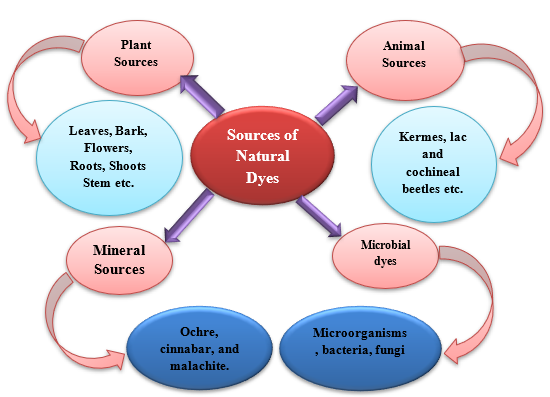 Plant
Sources
Animal
Sources
Sources of
Natural
Dyes
Leaves, Bark,
Flowers,
Roots, Shoots
Stem etc.
Kermes, lac
and
cochineal
beetles etc.
Mineral
Sources
Microbial
dyes
Ochre,
cinnabar, and
malachite.
Microorganisms
, bacteria, fungi